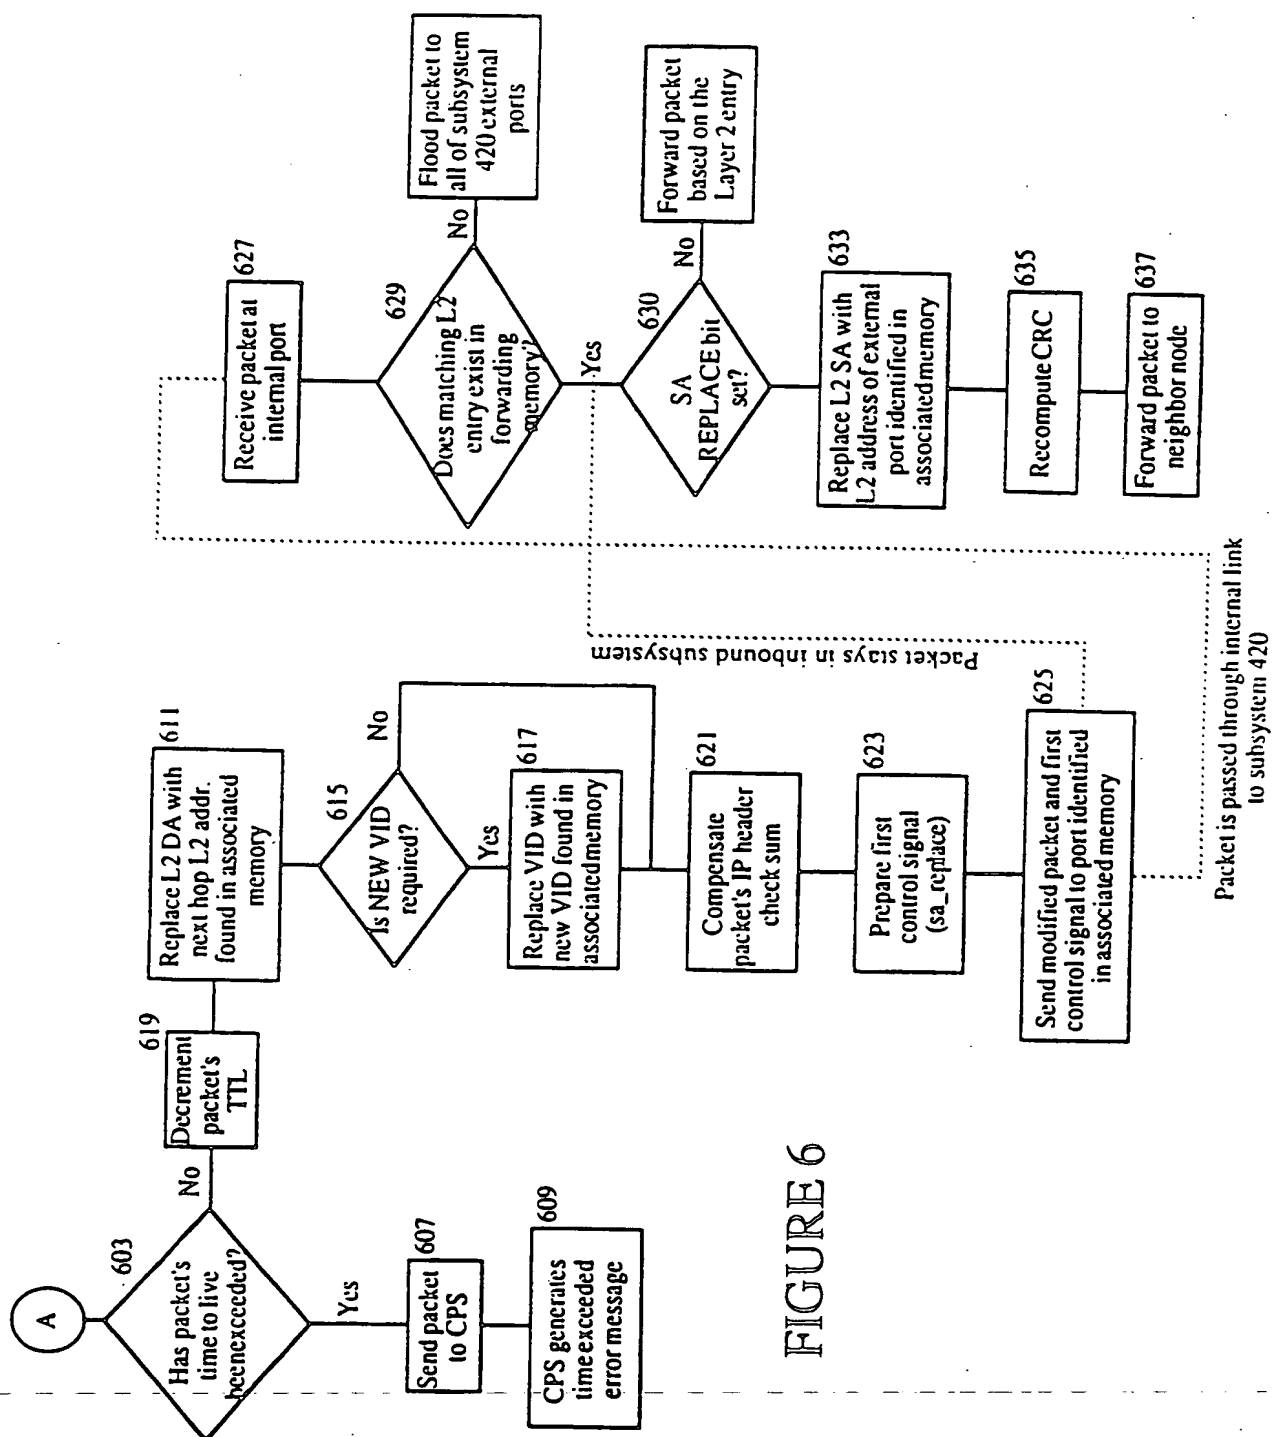 A
603
Has packet's
time to live
beenexceeded?
No
Yes
607
Send packet
to CPS
609
CPS generates
time exceeded
error message
619
Decrement
packet's
TTL
611
Replace L2 DA with
next hop L2 addr.
found in associated
memory
615
Is NEW VID
required?
No
Yes
617
Replace VID with
new VID found in
associatedmemory
621
Compensate
packet's IP header
check sum
623
Prepare first
control signal
(sa_replace)
625
Send modified packet and first
control signal to port identified
in associated memory
Packet stays in inbound subsystem
Packet is passed through internal link
to subsystem 420
627
Receive packet at
internal port
629
Does matching L2
entry exist in
forwarding
memory?
No
Flood packet to
all of subsystem
420 external
ports
Yes
630
SA
REPLACE bit
set?
No
Forward packet
based on the
Layer 2 entry
633
Replace L2 SA with
L2 address of external
port identified in
associated memory
635
Recompute CRC
637
Forward packet to
neighbor node
FIGURE 6